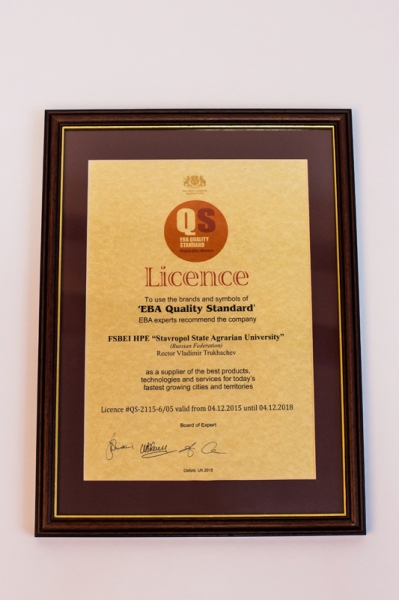 QS
EBA QUALITY
STANDARD
Licence
To use the brands and symbols of
'EBA Quality Standard'
EBA experts recommend the company
FSBEI HPE “Stavropol State Agrarian University”
(Russian Federation)
Rector Vladimir Trukhachev
as a supplier of the best products,
technologies and services for today's
fastest growing cities and territories
Licence #QS-2115-6/05 valid from 04.12.2015 until 04.12.2018
Board of Expert
Oxford, UK 2015